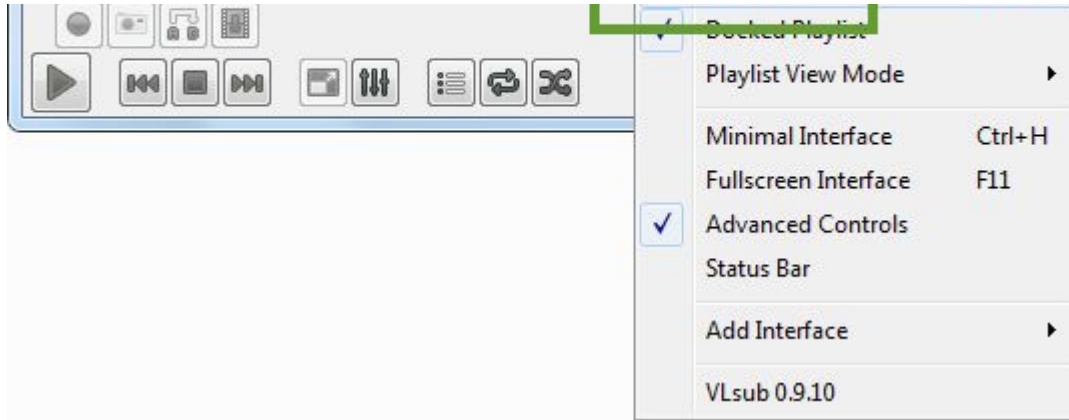 Docked Playlist
Playlist View Mode
Minimal Interface Ctrl+H
Fullscreen Interface F11
Advanced Controls
Status Bar
Add Interface
VLsub 0.9.10